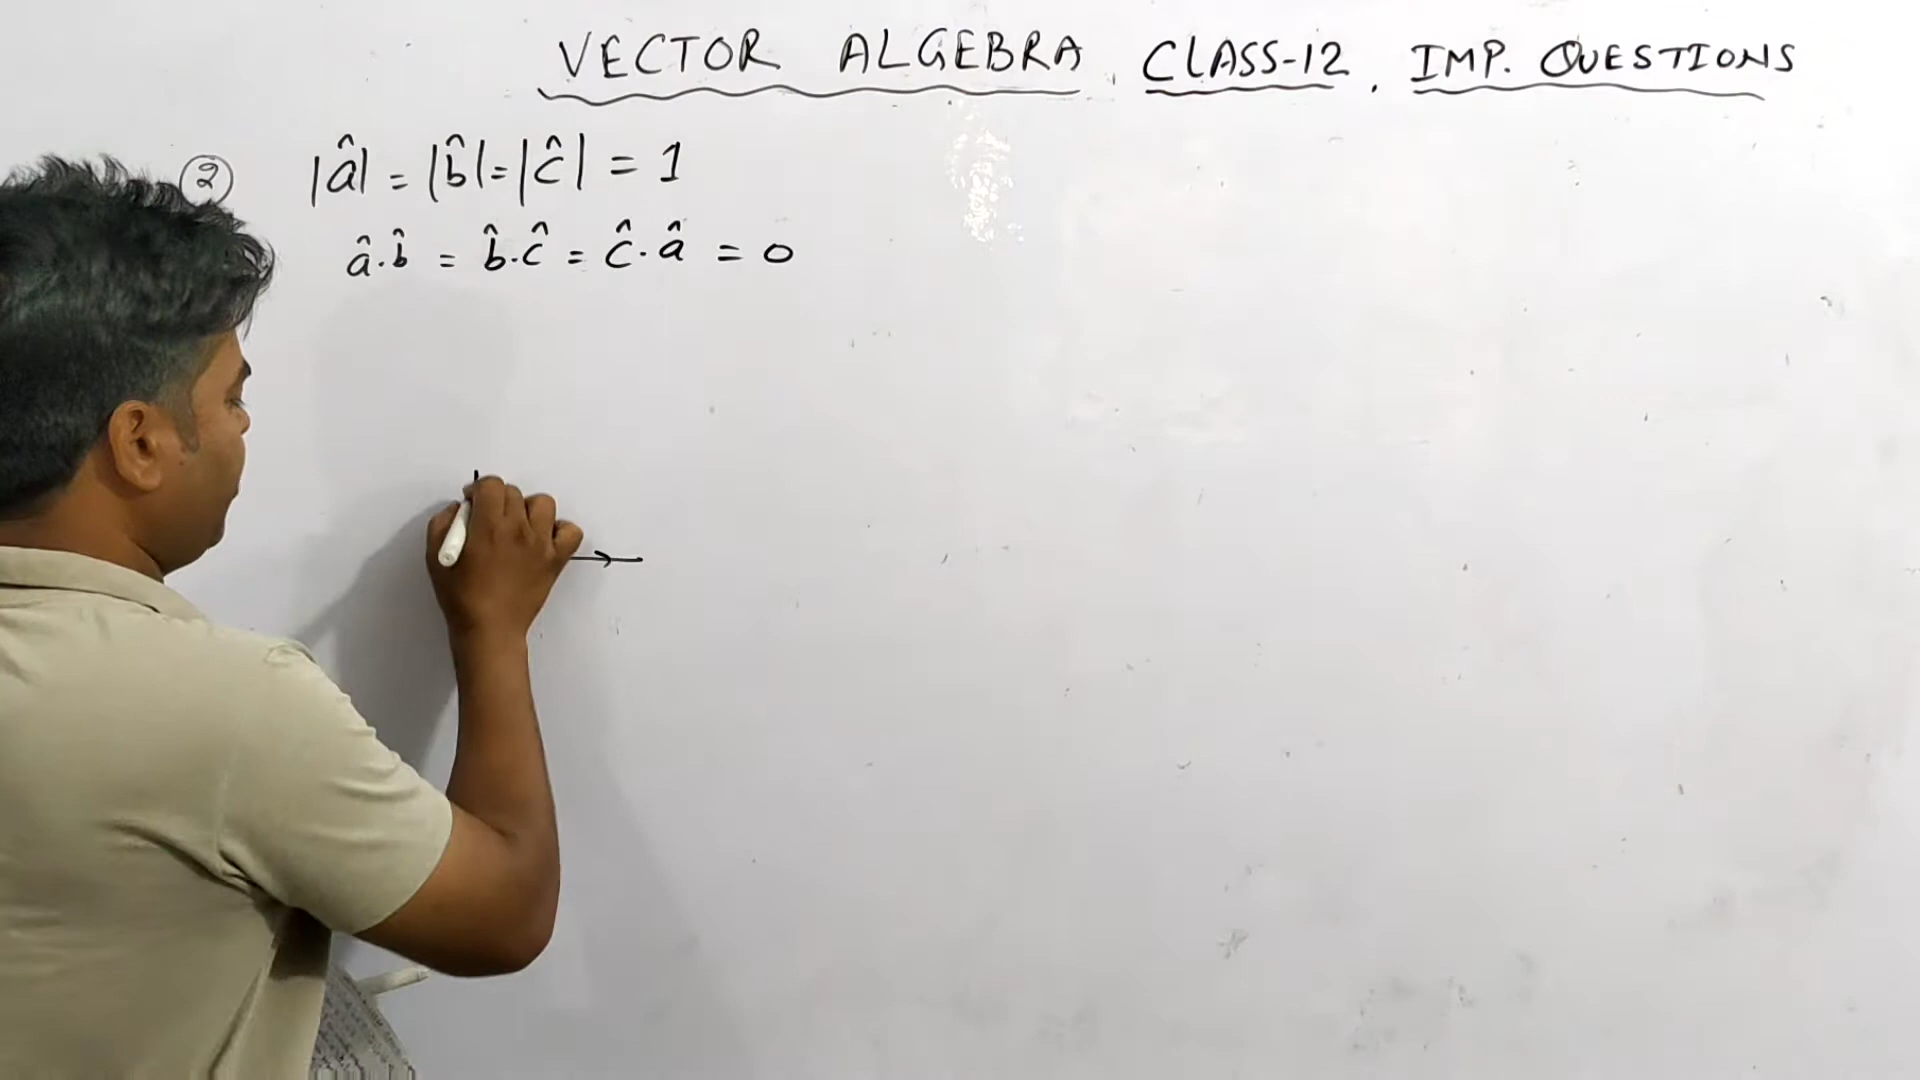 VECTOR ALGEBRA, CLASS-12, IMP. QUESTIONS
② |â| = |b̂| = |ĉ| = 1
â·b̂ = b̂·ĉ = ĉ·â = 0